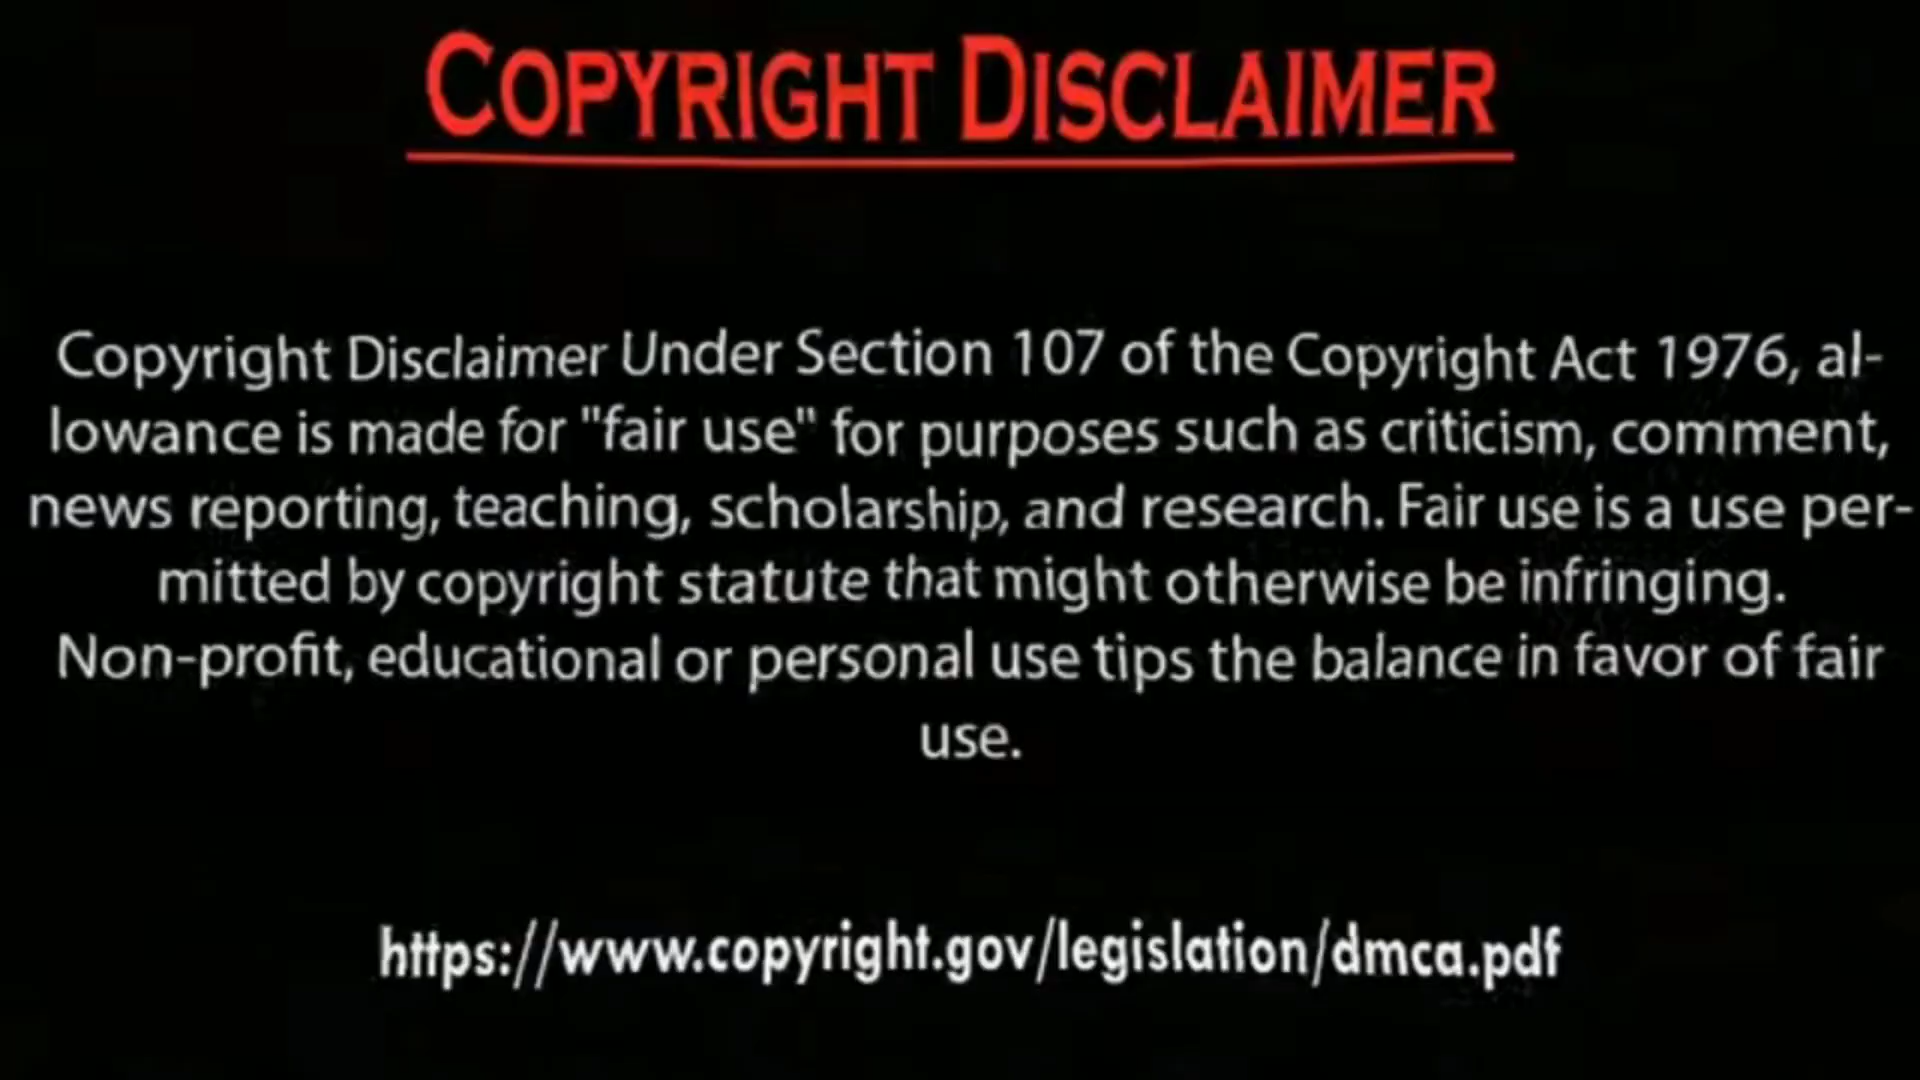 COPYRIGHT DISCLAIMER
Copyright Disclaimer Under Section 107 of the Copyright Act 1976, al-
lowance is made for "fair use" for purposes such as criticism, comment,
news reporting, teaching, scholarship, and research. Fair use is a use per-
mitted by copyright statute that might otherwise be infringing.
Non-profit, educational or personal use tips the balance in favor of fair
use.
https://www.copyright.gov/legislation/dmca.pdf